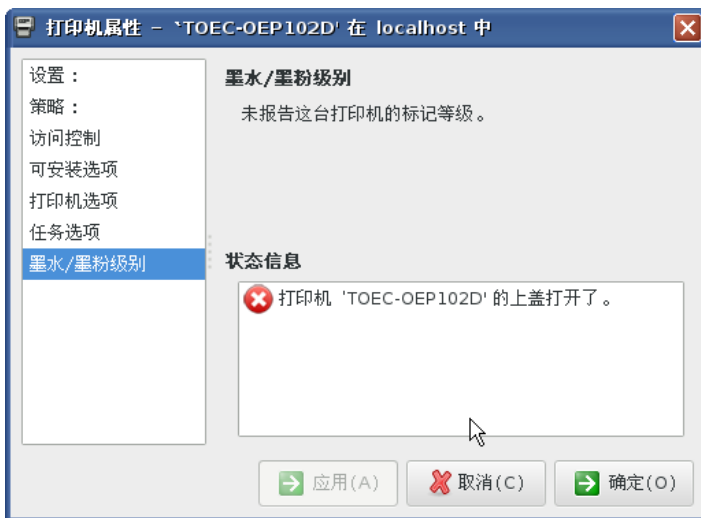 打印机属性 - `TOEC-OEP102D' 在 localhost 中
设置：
策略：
访问控制
可安装选项
打印机选项
任务选项
墨水/墨粉级别
墨水/墨粉级别
未报告这台打印机的标记等级。
状态信息
打印机 'TOEC-OEP102D' 的上盖打开了。
应用(A)
取消(C)
确定(O)